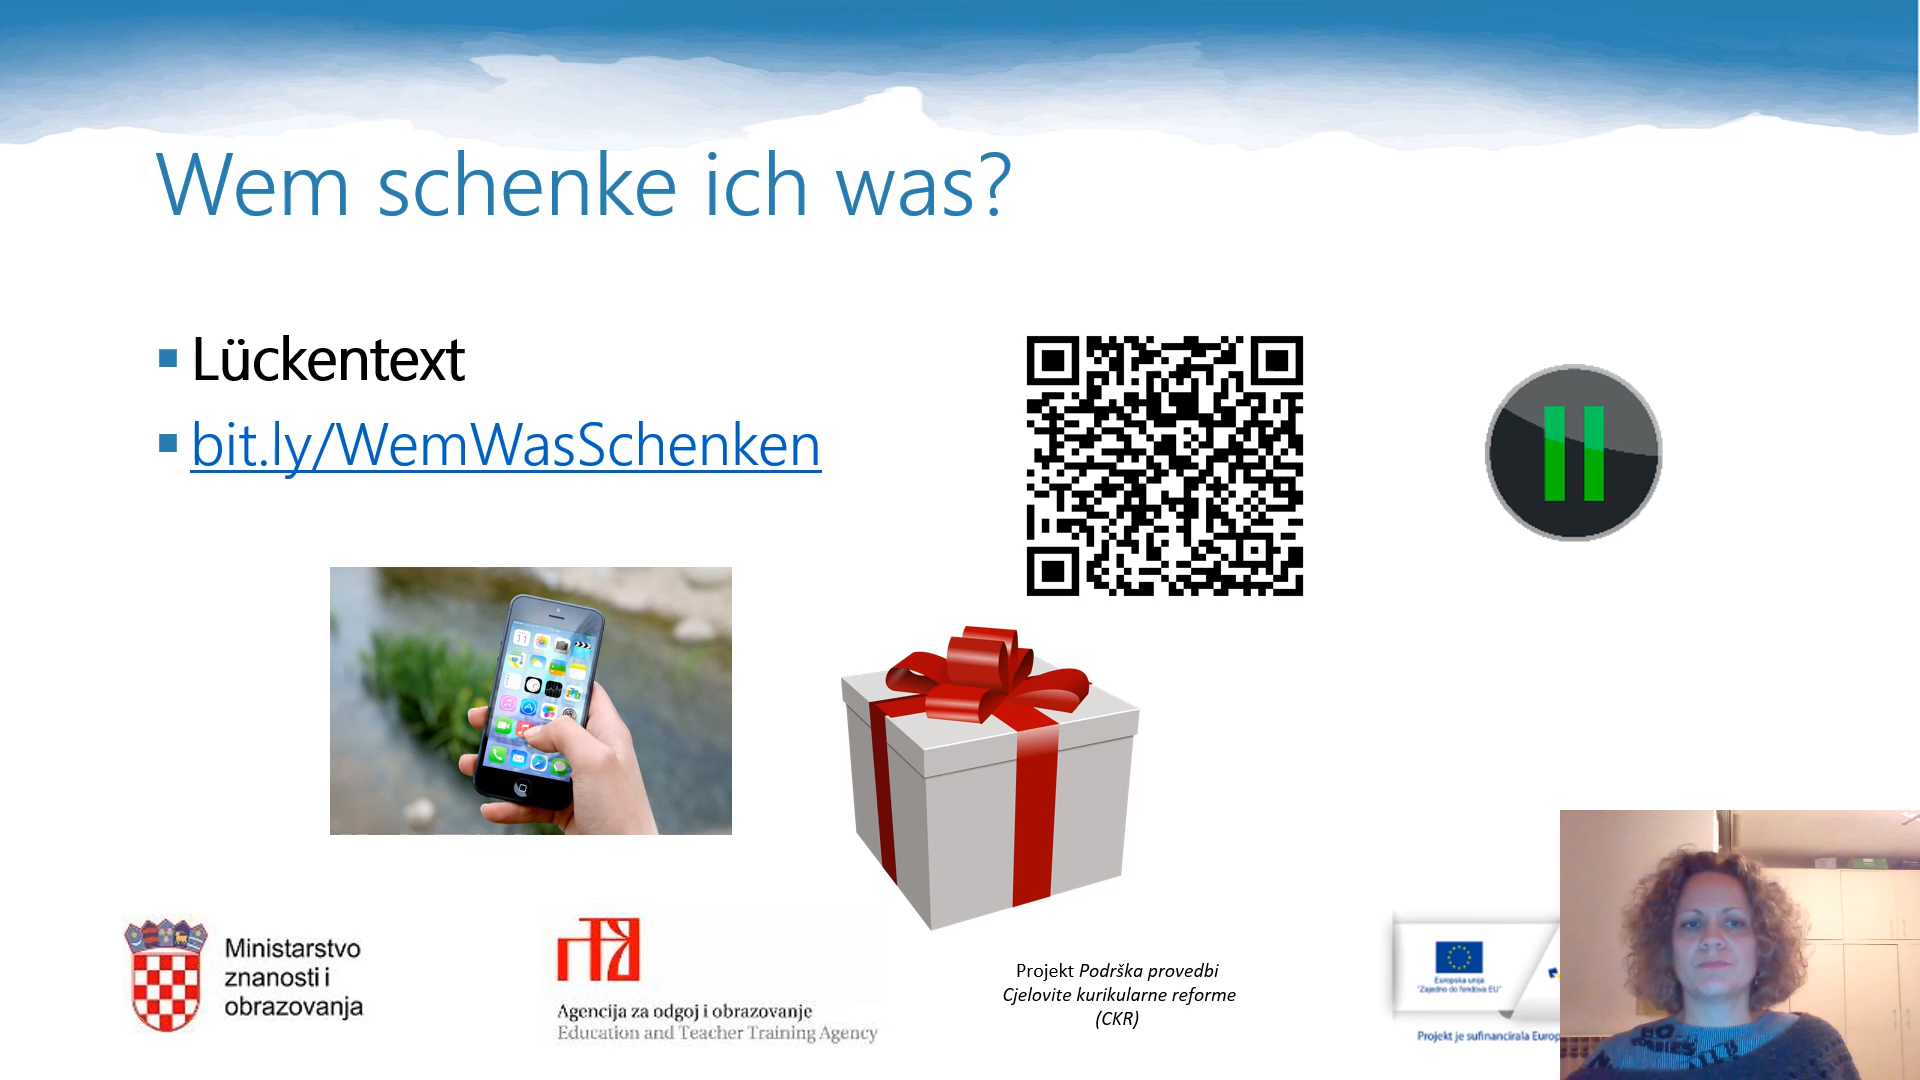 Wem schenke ich was?
Lückentext
bit.ly/WemWasSchenken
Ministarstvo
znanosti i
obrazovanja
Agencija za odgoj i obrazovanje
Education and Teacher Training Agency
Projekt Podrška provedbi
Cjelovite kurikularne reforme
(CKR)
Europska unija
"Zajedno do fondova EU"
Projekt je sufinancirala Europ